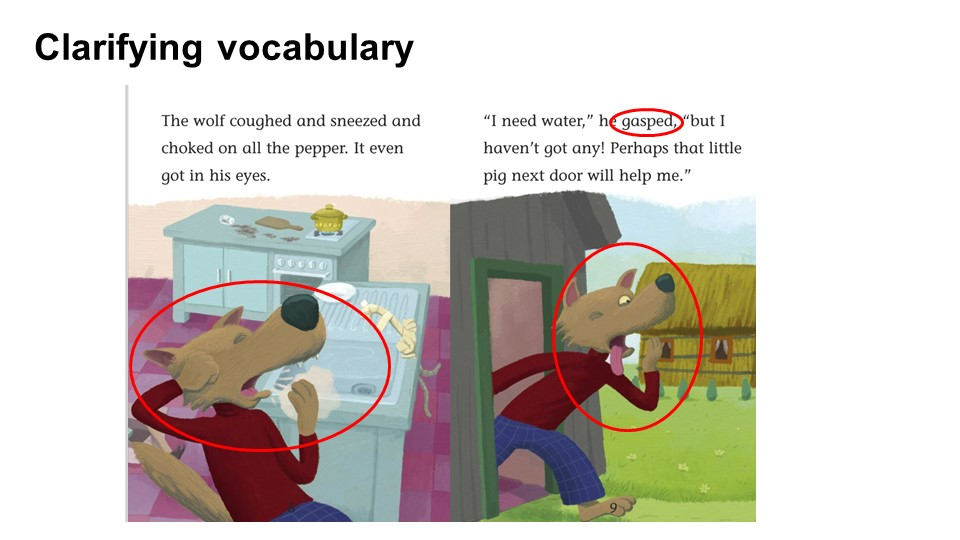 Clarifying vocabulary
The wolf coughed and sneezed and
choked on all the pepper. It even
got in his eyes.
“I need water,” he gasped, “but I
haven’t got any! Perhaps that little
pig next door will help me.”
9